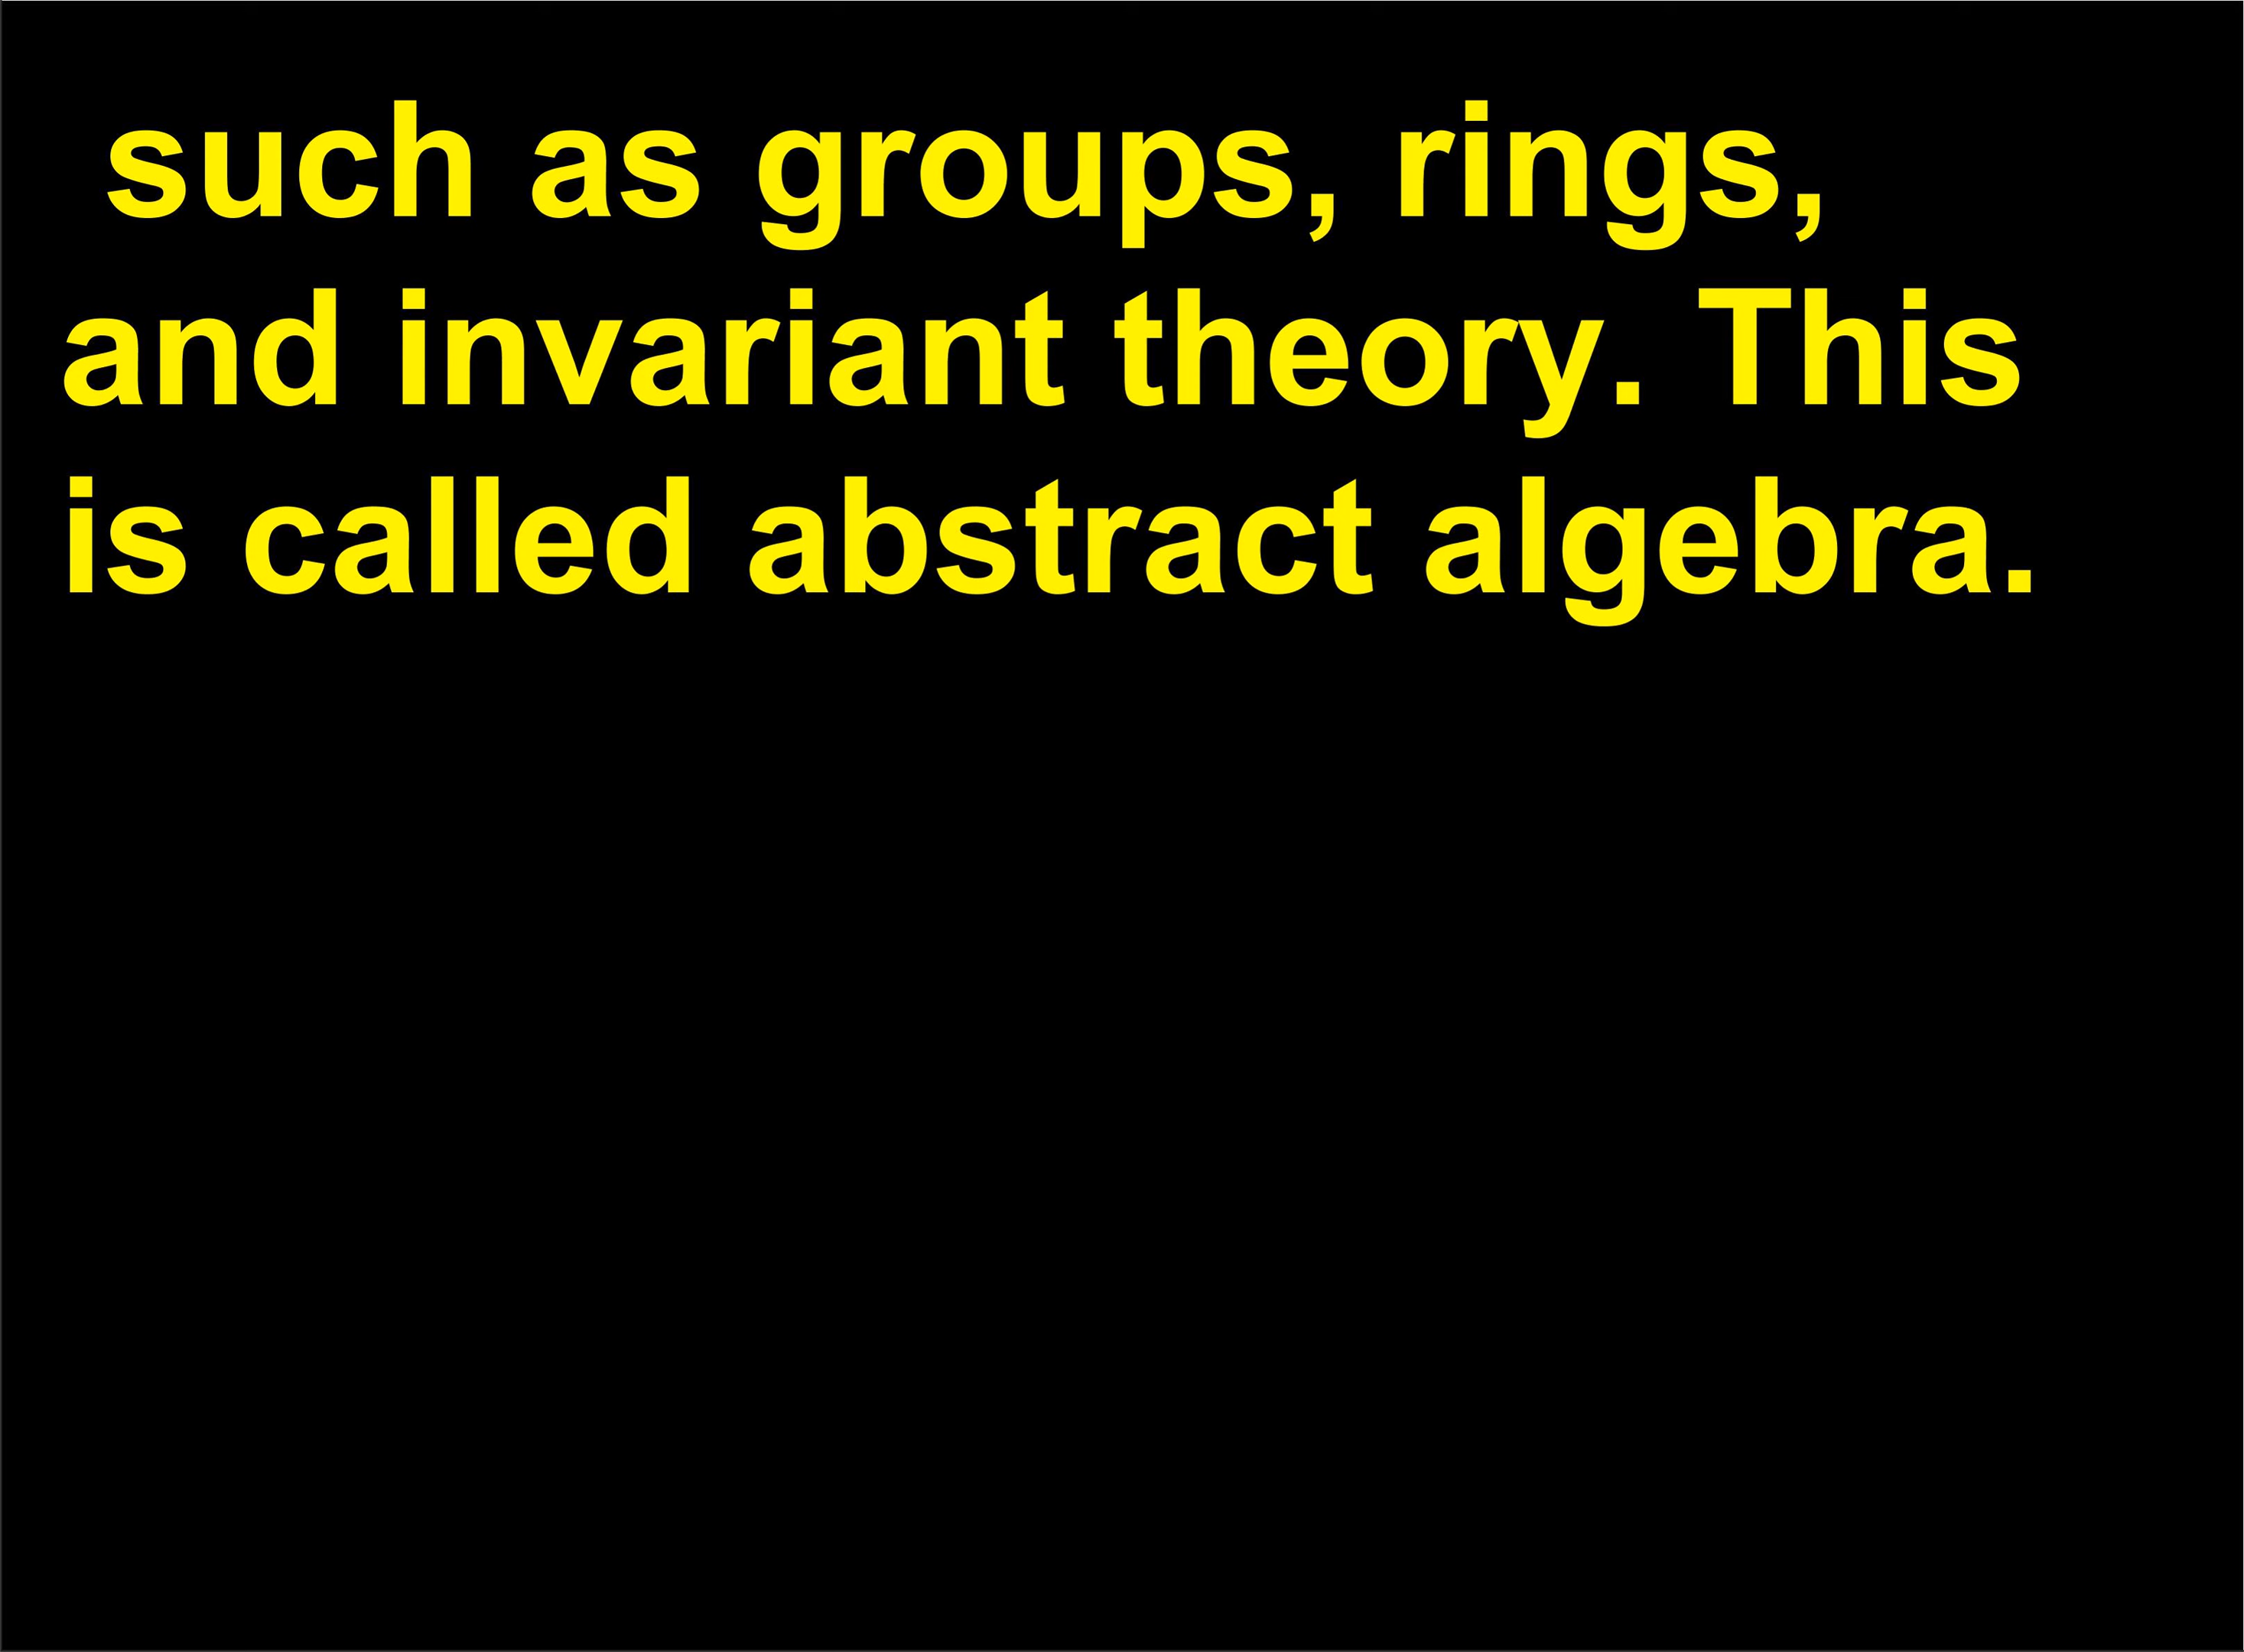 such as groups, rings,
and invariant theory. This
is called abstract algebra.